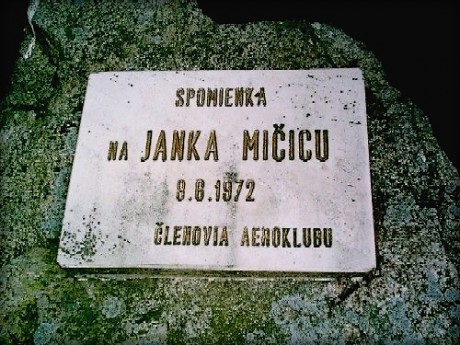 SPOMIENKA
NA JANKA MIČICU
8.6.1972
ČLENOVIA AEROKLUBU